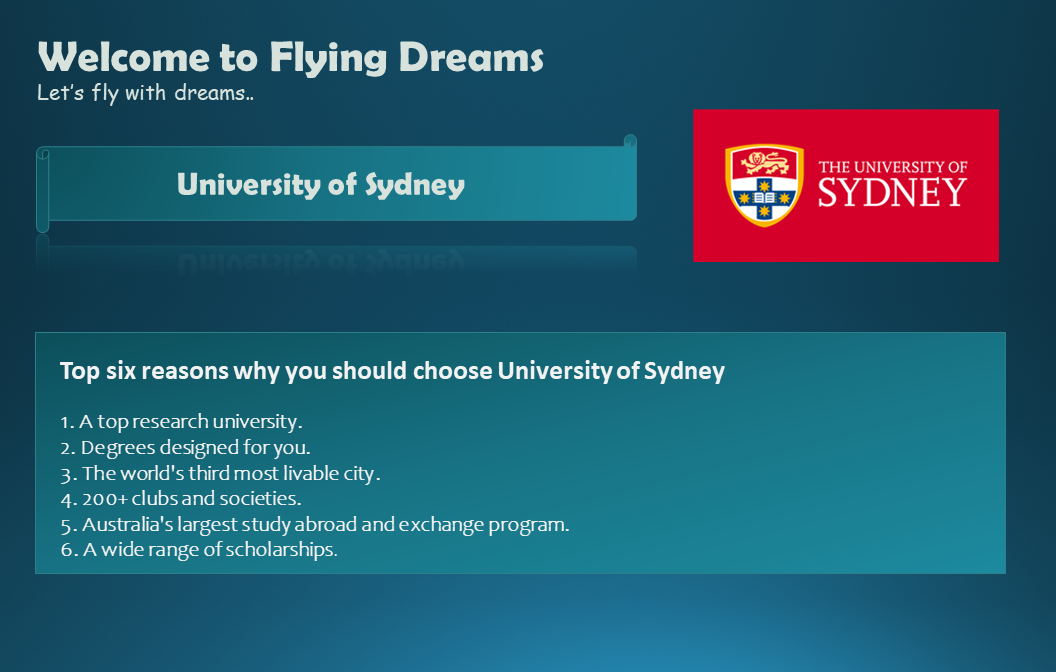 Welcome to Flying Dreams
Let's fly with dreams..
University of Sydney
THE UNIVERSITY OF
SYDNEY
Top six reasons why you should choose University of Sydney
1. A top research university.
2. Degrees designed for you.
3. The world's third most livable city.
4. 200+ clubs and societies.
5. Australia's largest study abroad and exchange program.
6. A wide range of scholarships.